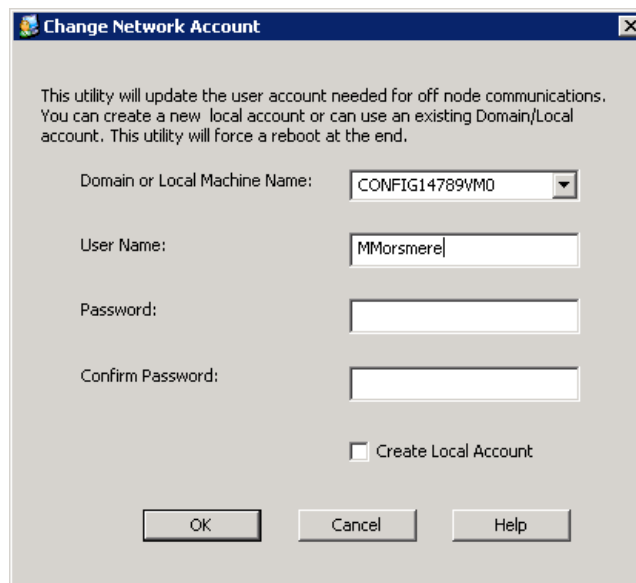 Change Network Account
This utility will update the user account needed for off node communications.
You can create a new local account or can use an existing Domain/Local
account. This utility will force a reboot at the end.
Domain or Local Machine Name:
CONFIG14789VM0
User Name:
MMorsmere
Password:
Confirm Password:
Create Local Account
OK
Cancel
Help